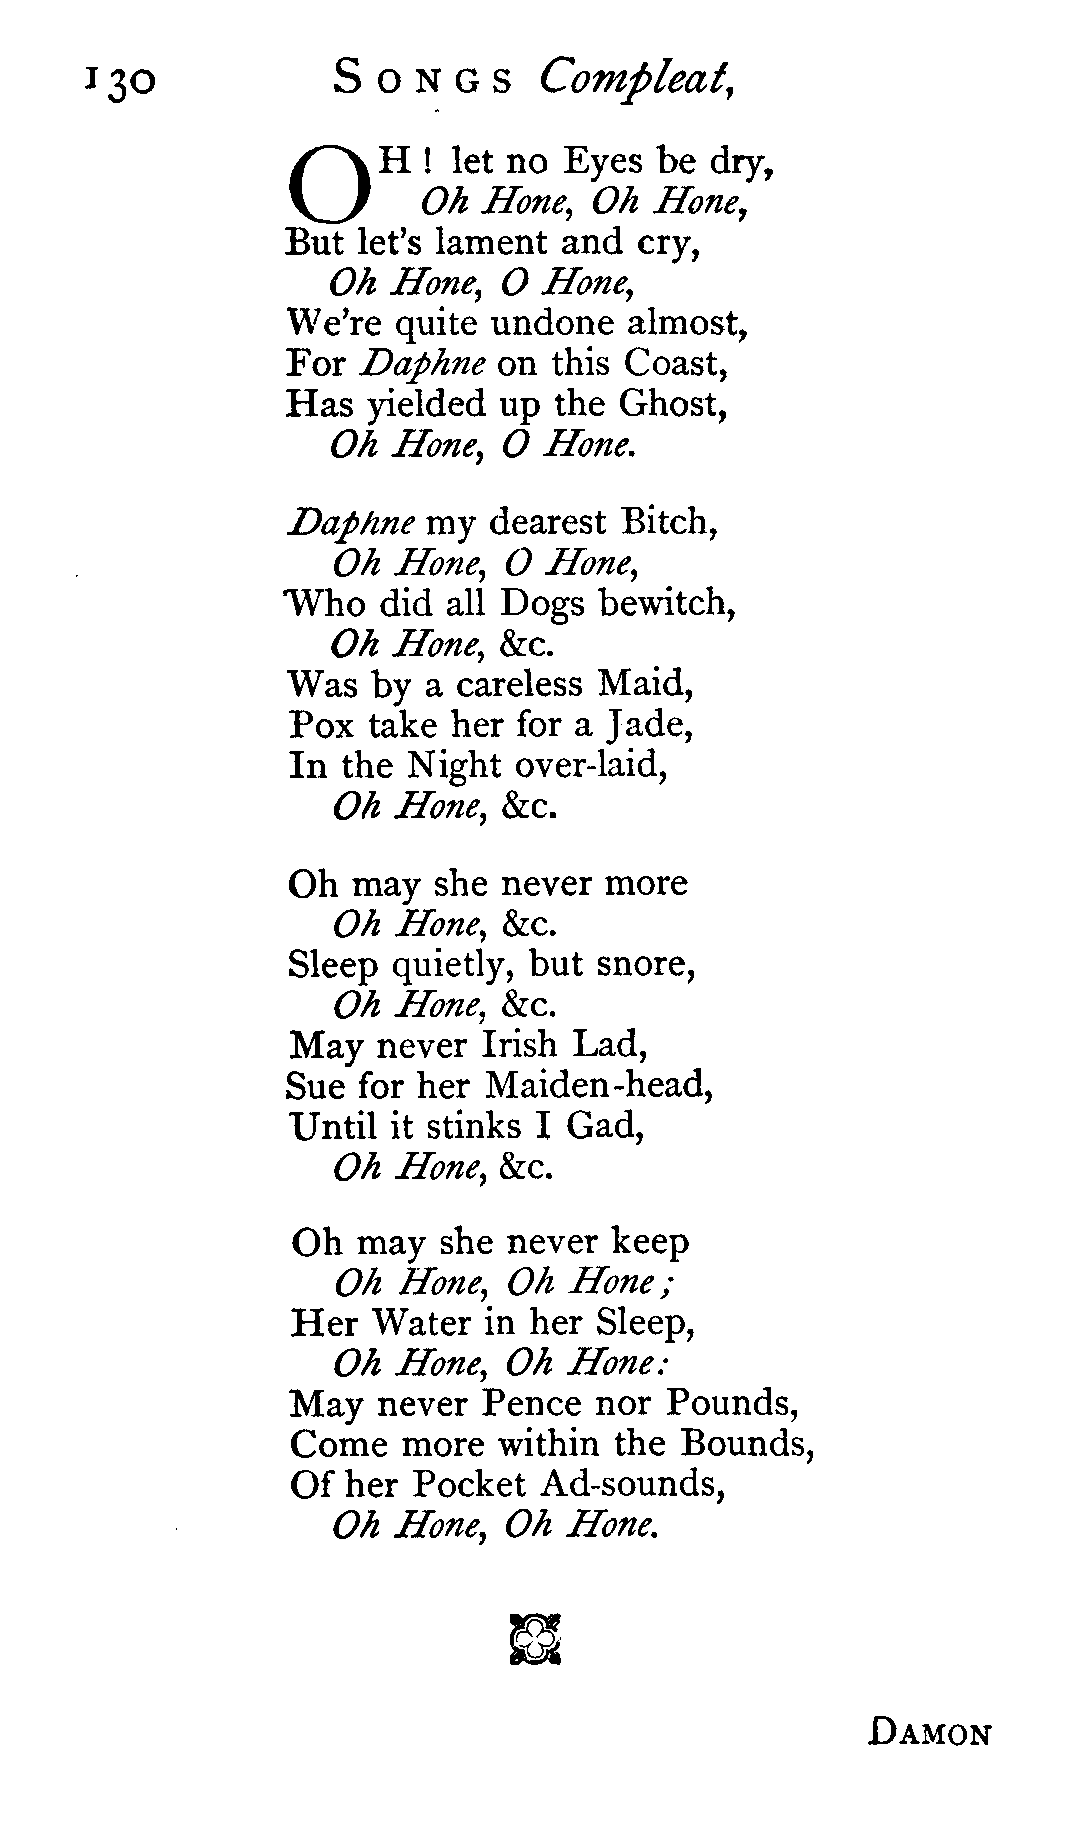 130 SONGS Compleat,
OH! let no Eyes be dry,
Oh Hone, Oh Hone,
But let's lament and cry,
Oh Hone, O Hone,
We're quite undone almost,
For Daphne on this Coast,
Has yielded up the Ghost,
Oh Hone, O Hone.
Daphne my dearest Bitch,
Oh Hone, O Hone,
Who did all Dogs bewitch,
Oh Hone, &c.
Was by a careless Maid,
Pox take her for a Jade,
In the Night over-laid,
Oh Hone, &c.
Oh may she never more
Oh Hone, &c.
Sleep quietly, but snore,
Oh Hone, &c.
May never Irish Lad,
Sue for her Maiden-head,
Until it stinks I Gad,
Oh Hone, &c.
Oh may she never keep
Oh Hone, Oh Hone;
Her Water in her Sleep,
Oh Hone, Oh Hone:
May never Pence nor Pounds,
Come more within the Bounds,
Of her Pocket Ad-sounds,
Oh Hone, Oh Hone.
DAMON